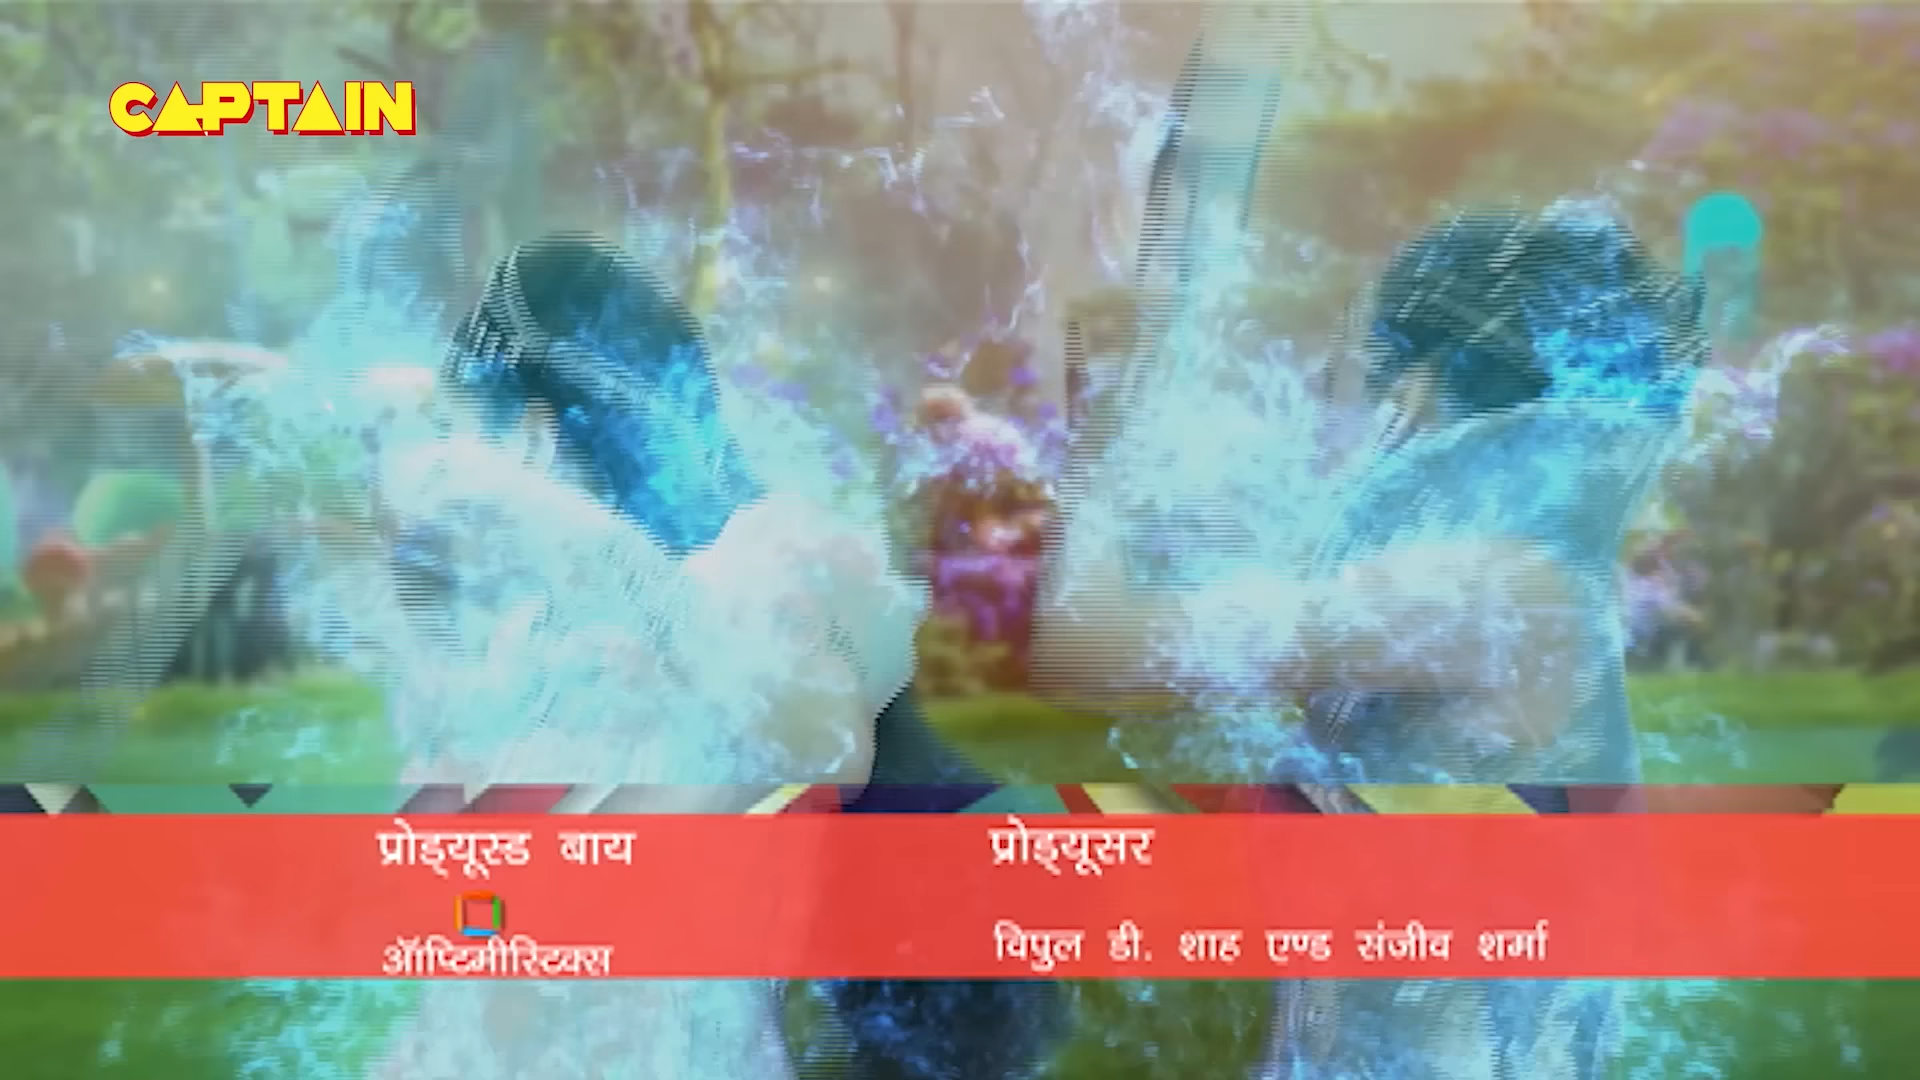 CAPTAIN
प्रोड्यूस्ड बाय
प्रोड्यूसर
ऑप्टिमीस्टिक्स
विपुल डी. शाह एण्ड संजीव शर्मा